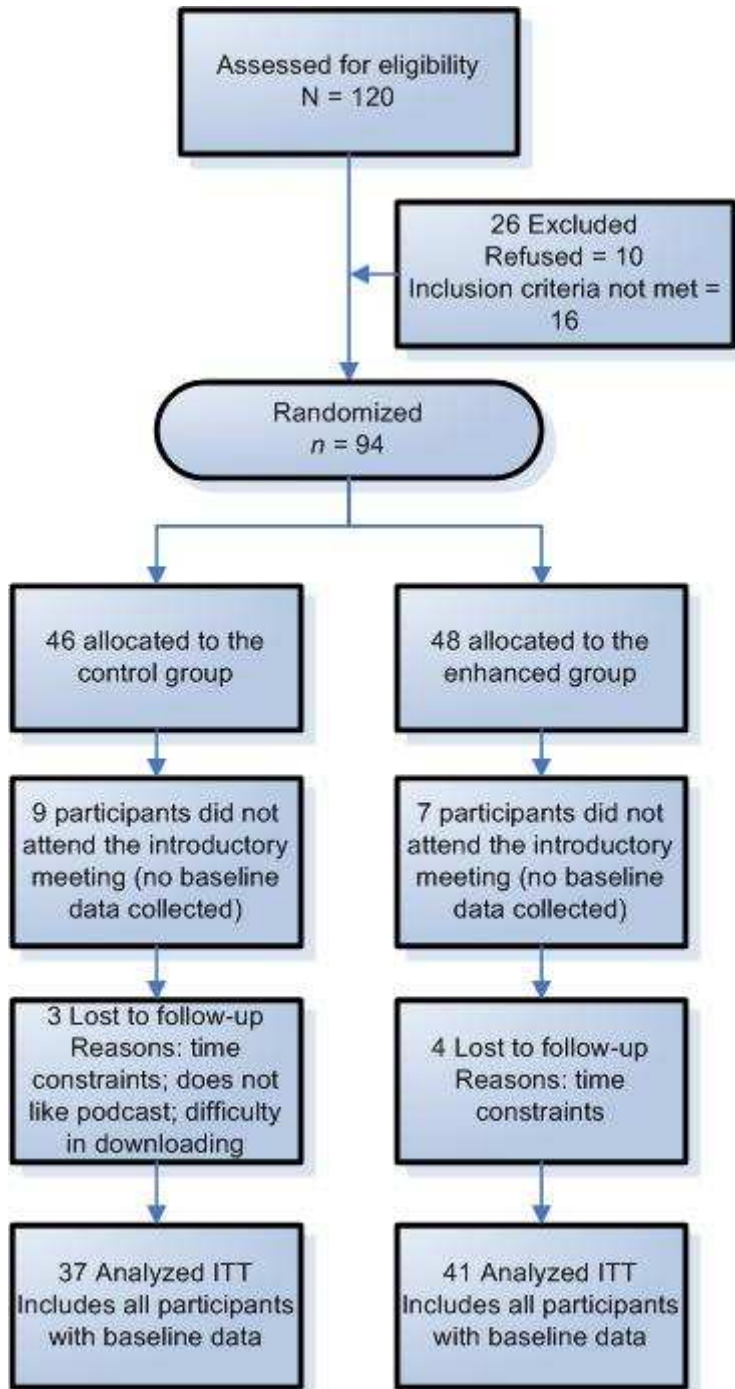 Assessed for eligibility
N = 120
26 Excluded
Refused = 10
Inclusion criteria not met =
16
Randomized
n = 94
46 allocated to the
control group
48 allocated to the
enhanced group
9 participants did not
attend the introductory
meeting (no baseline
data collected)
7 participants did not
attend the introductory
meeting (no baseline
data collected)
3 Lost to follow-up
Reasons: time
constraints; does not
like podcast; difficulty
in downloading
4 Lost to follow-up
Reasons: time
constraints
37 Analyzed ITT
Includes all participants
with baseline data
41 Analyzed ITT
Includes all participants
with baseline data